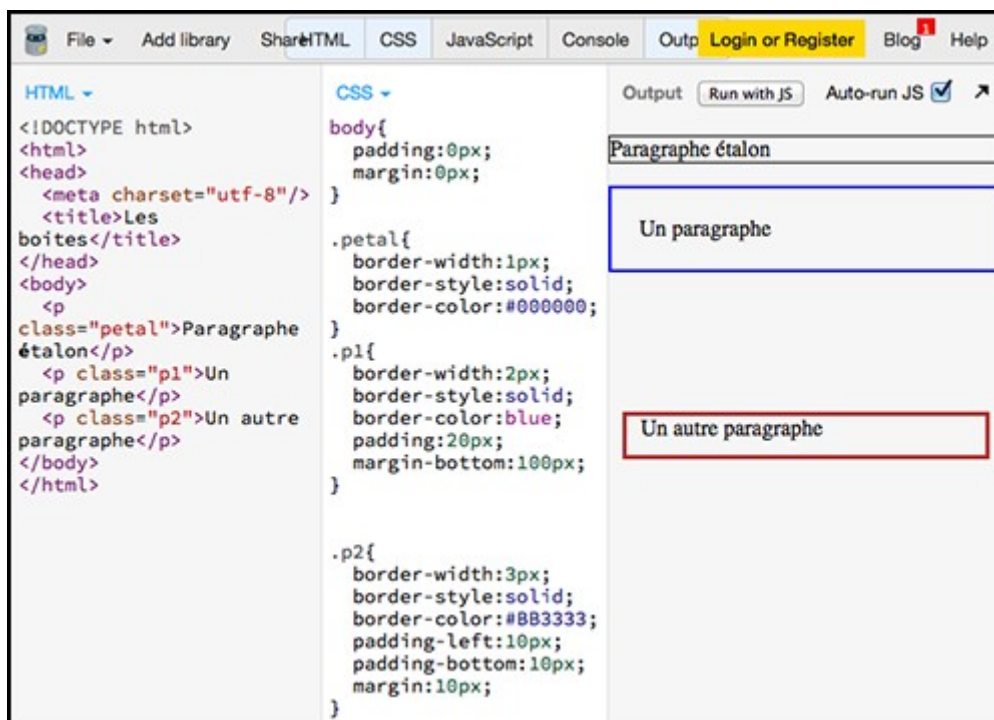 File Add library Share HTML CSS JavaScript Console Outp Login or Register Blog 1 Help
HTML
<!DOCTYPE html>
<html>
<head>
<meta charset="utf-8"/>
<title>Les
boites</title>
</head>
<body>
<p
class="petal">Paragraphe
étalon</p>
<p class="p1">Un
paragraphe</p>
<p class="p2">Un autre
paragraphe</p>
</body>
</html>
CSS
body{
padding:0px;
margin:0px;
}
.petal{
border-width:1px;
border-style:solid;
border-color:#000000;
}
.p1{
border-width:2px;
border-style:solid;
border-color:blue;
padding:20px;
margin-bottom:100px;
}
.p2{
border-width:3px;
border-style:solid;
border-color:#BB3333;
padding-left:10px;
padding-bottom:10px;
margin:10px;
}
Output Run with JS Auto-run JS
Paragraphe étalon
Un paragraphe
Un autre paragraphe